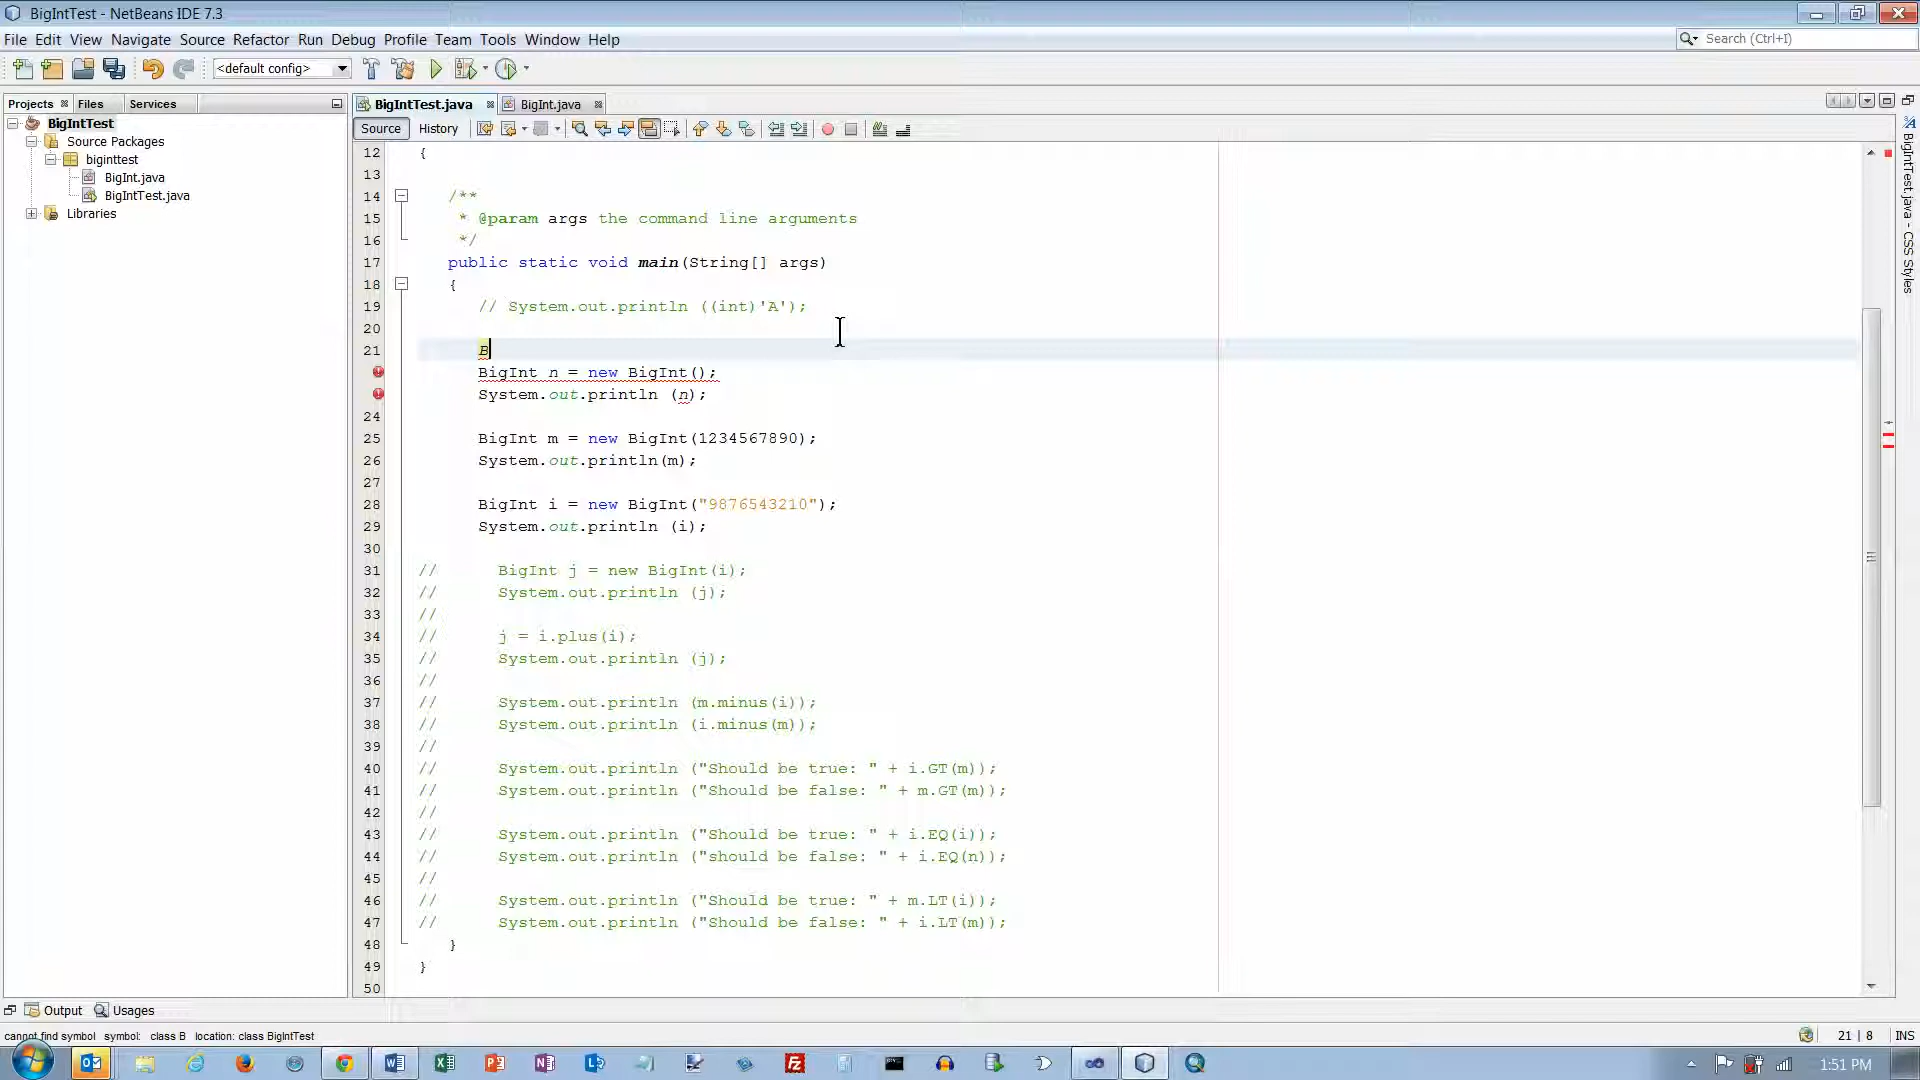 BigIntTest - NetBeans IDE 7.3
File Edit View Navigate Source Refactor Run Debug Profile Team Tools Window Help
Search (Ctrl+I)
<default config>
Projects Files Services
BigIntTest.java BigInt.java
BigIntTest
Source Packages
biginttest
BigInt.java
BigIntTest.java
Libraries
Source History
12 {
13
14 /**
15 * @param args the command line arguments
16 */
17 public static void main(String[] args)
18 {
19 // System.out.println ((int)'A');
20
21 B
BigInt n = new BigInt();
System.out.println (n);
24
25 BigInt m = new BigInt(1234567890);
26 System.out.println(m);
27
28 BigInt i = new BigInt("9876543210");
29 System.out.println (i);
30
31 // BigInt j = new BigInt(i);
32 // System.out.println (j);
33 //
34 // j = i.plus(i);
35 // System.out.println (j);
36 //
37 // System.out.println (m.minus(i));
38 // System.out.println (i.minus(m));
39 //
40 // System.out.println ("Should be true: " + i.GT(m));
41 // System.out.println ("Should be false: " + m.GT(m));
42 //
43 // System.out.println ("Should be true: " + i.EQ(i));
44 // System.out.println ("should be false: " + i.EQ(n));
45 //
46 // System.out.println ("Should be true: " + m.LT(i));
47 // System.out.println ("Should be false: " + i.LT(m));
48 }
49 }
50
BigIntTest.java - CSS Styles
Output Usages
cannot find symbol symbol: class B location: class BigIntTest
21 | 8 INS
1:51 PM